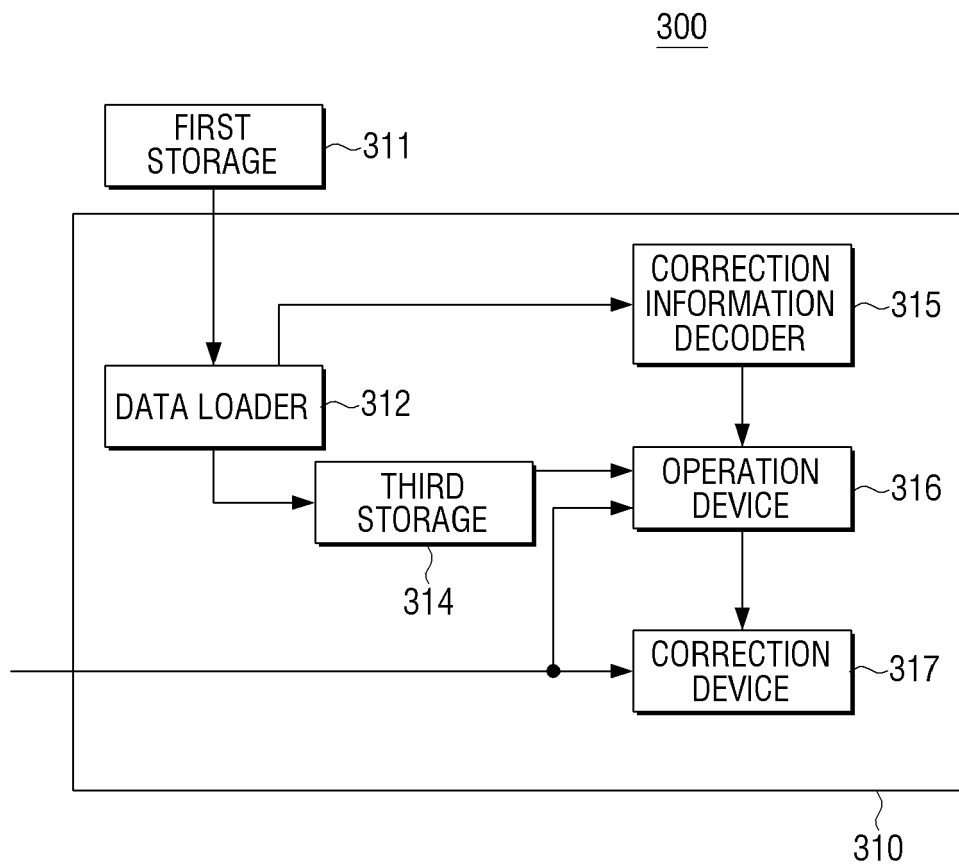 300
FIRST
STORAGE
311
CORRECTION
INFORMATION
DECODER
315
DATA LOADER
312
THIRD
STORAGE
314
OPERATION
DEVICE
316
CORRECTION
DEVICE
317
310